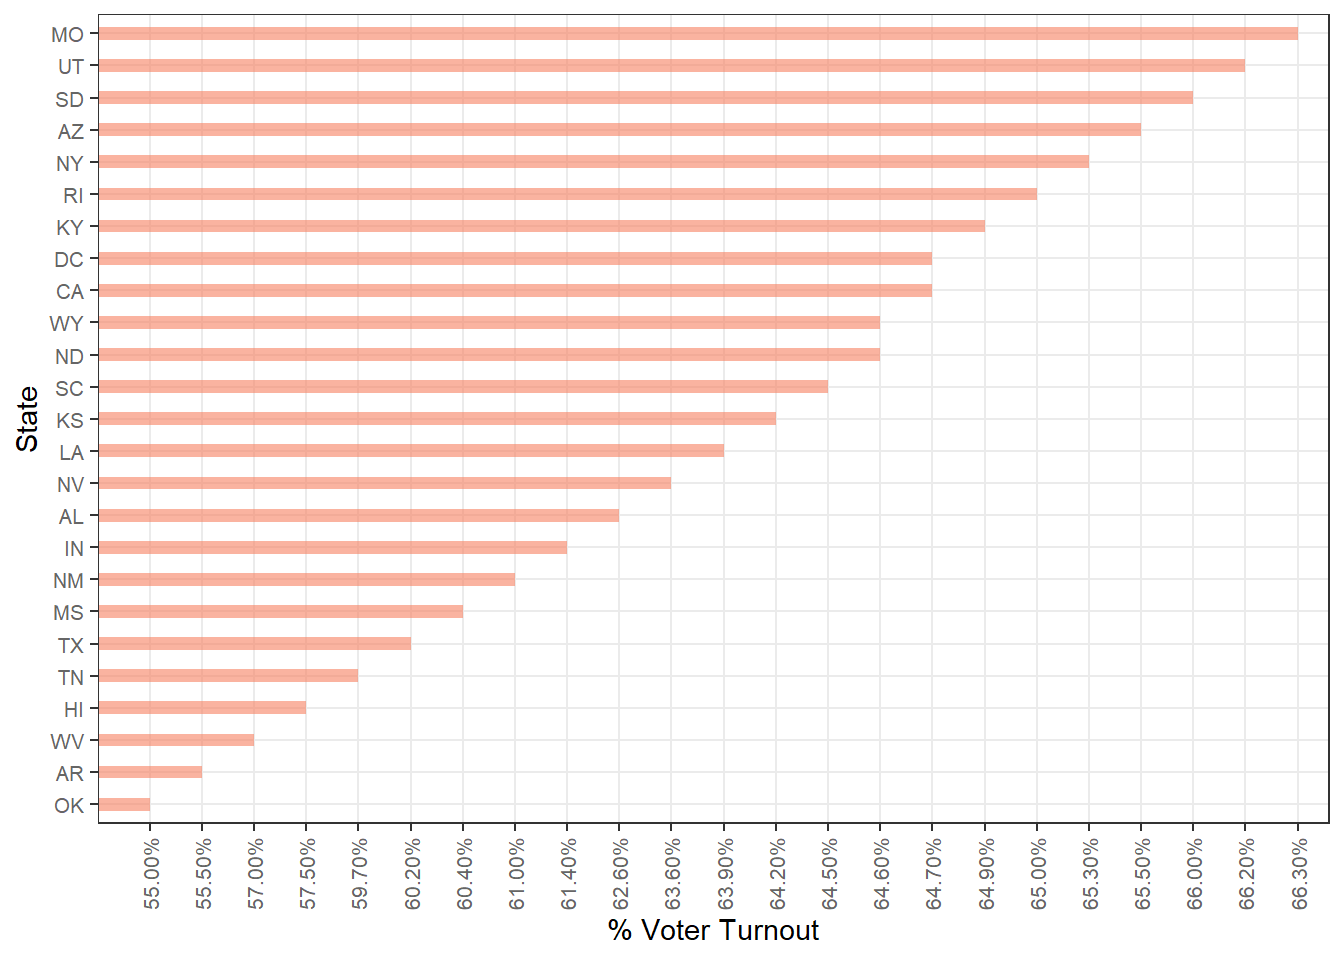 MO
UT
SD
AZ
NY
RI
KY
DC
CA
WY
ND
SC
KS
LA
NV
AL
IN
NM
MS
TX
TN
HI
WV
AR
OK
State
55.00%
55.50%
57.00%
57.50%
59.70%
60.20%
60.40%
61.00%
61.40%
62.60%
63.60%
63.90%
64.20%
64.50%
64.60%
64.70%
64.90%
65.00%
65.30%
65.50%
66.00%
66.20%
66.30%
% Voter Turnout